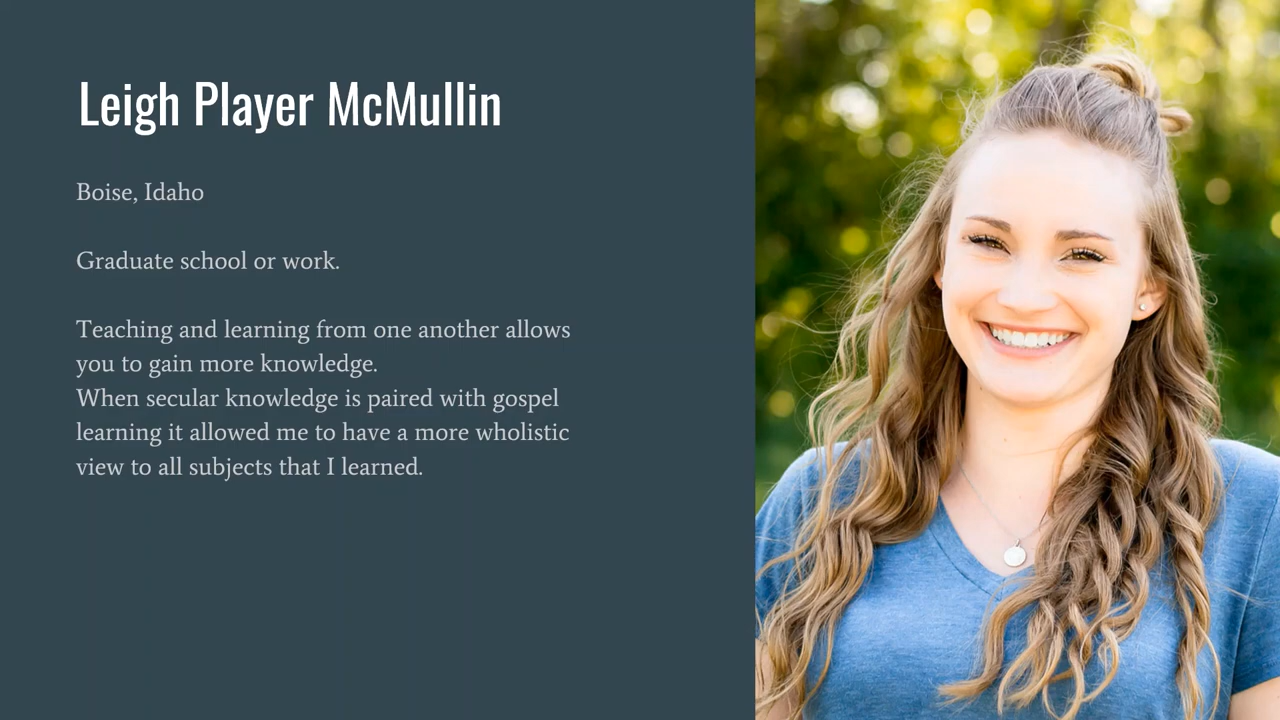 Leigh Player McMullin
Boise, Idaho
Graduate school or work.
Teaching and learning from one another allows
you to gain more knowledge.
When secular knowledge is paired with gospel
learning it allowed me to have a more wholistic
view to all subjects that I learned.